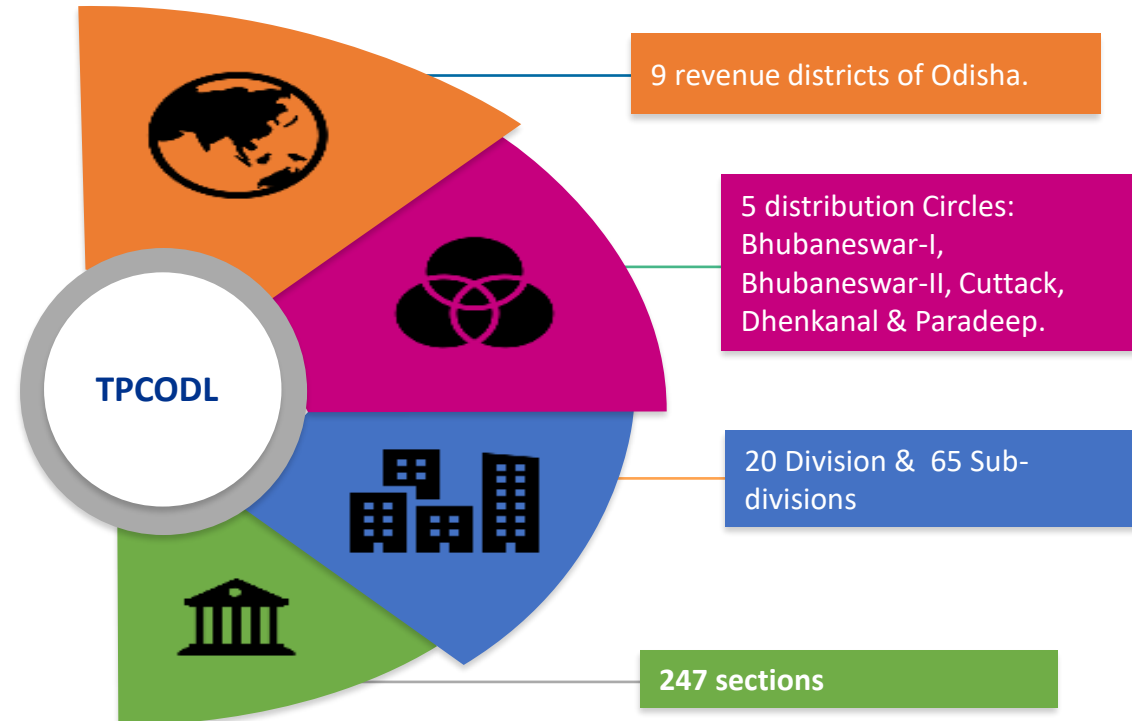 9 revenue districts of Odisha.
5 distribution Circles:
Bhubaneswar-I,
Bhubaneswar-II, Cuttack,
Dhenkanal & Paradeep.
TPCODL
20 Division &  65 Sub-
divisions
247 sections